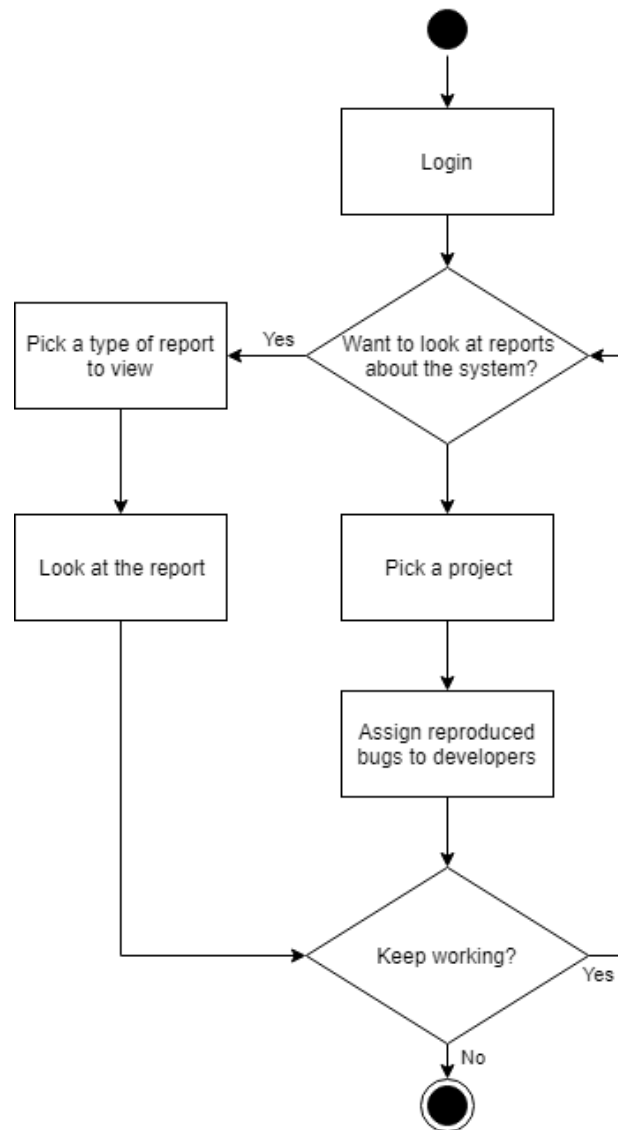 Login
Want to look at reports
about the system?
Yes
Pick a type of report
to view
Look at the report
Pick a project
Assign reproduced
bugs to developers
Keep working?
Yes
No